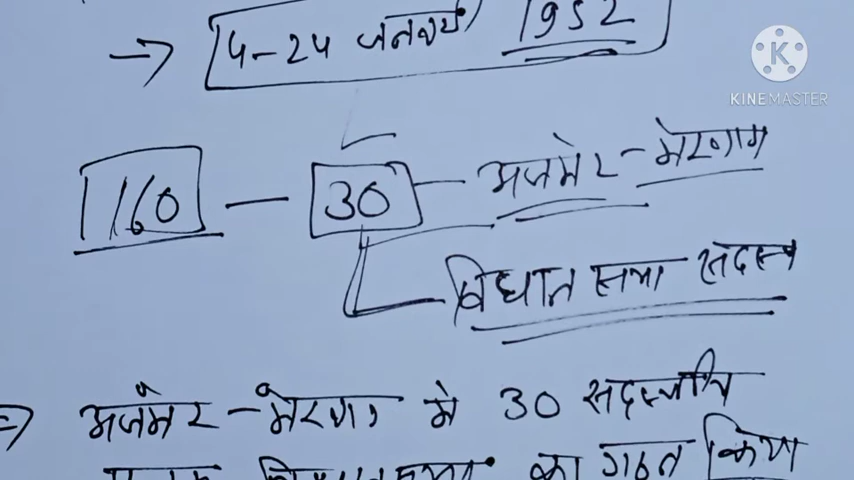 → 4-24 जनवरी 1952
K
KINEMASTER
160 - 30 - अजमेर - मेरवाड़ा
विधान सभा सदस्य
⇒ अजमेर - मेरवाड़ा में 30 सदस्यीय
का गठन किया